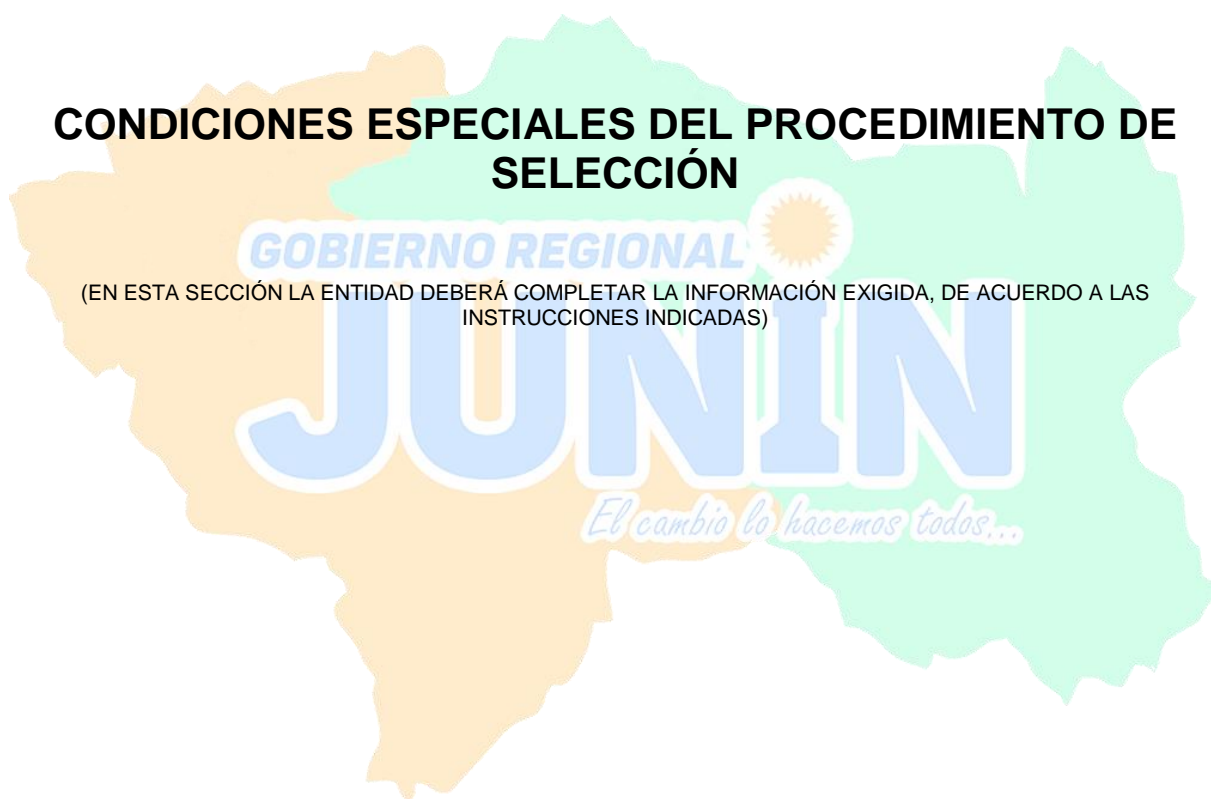 CONDICIONES ESPECIALES DEL PROCEDIMIENTO DE
SELECCIÓN
GOBIERNO REGIONAL
(EN ESTA SECCIÓN LA ENTIDAD DEBERÁ COMPLETAR LA INFORMACIÓN EXIGIDA, DE ACUERDO A LAS
INSTRUCCIONES INDICADAS)
JUNÍN
El cambio lo hacemos todos...